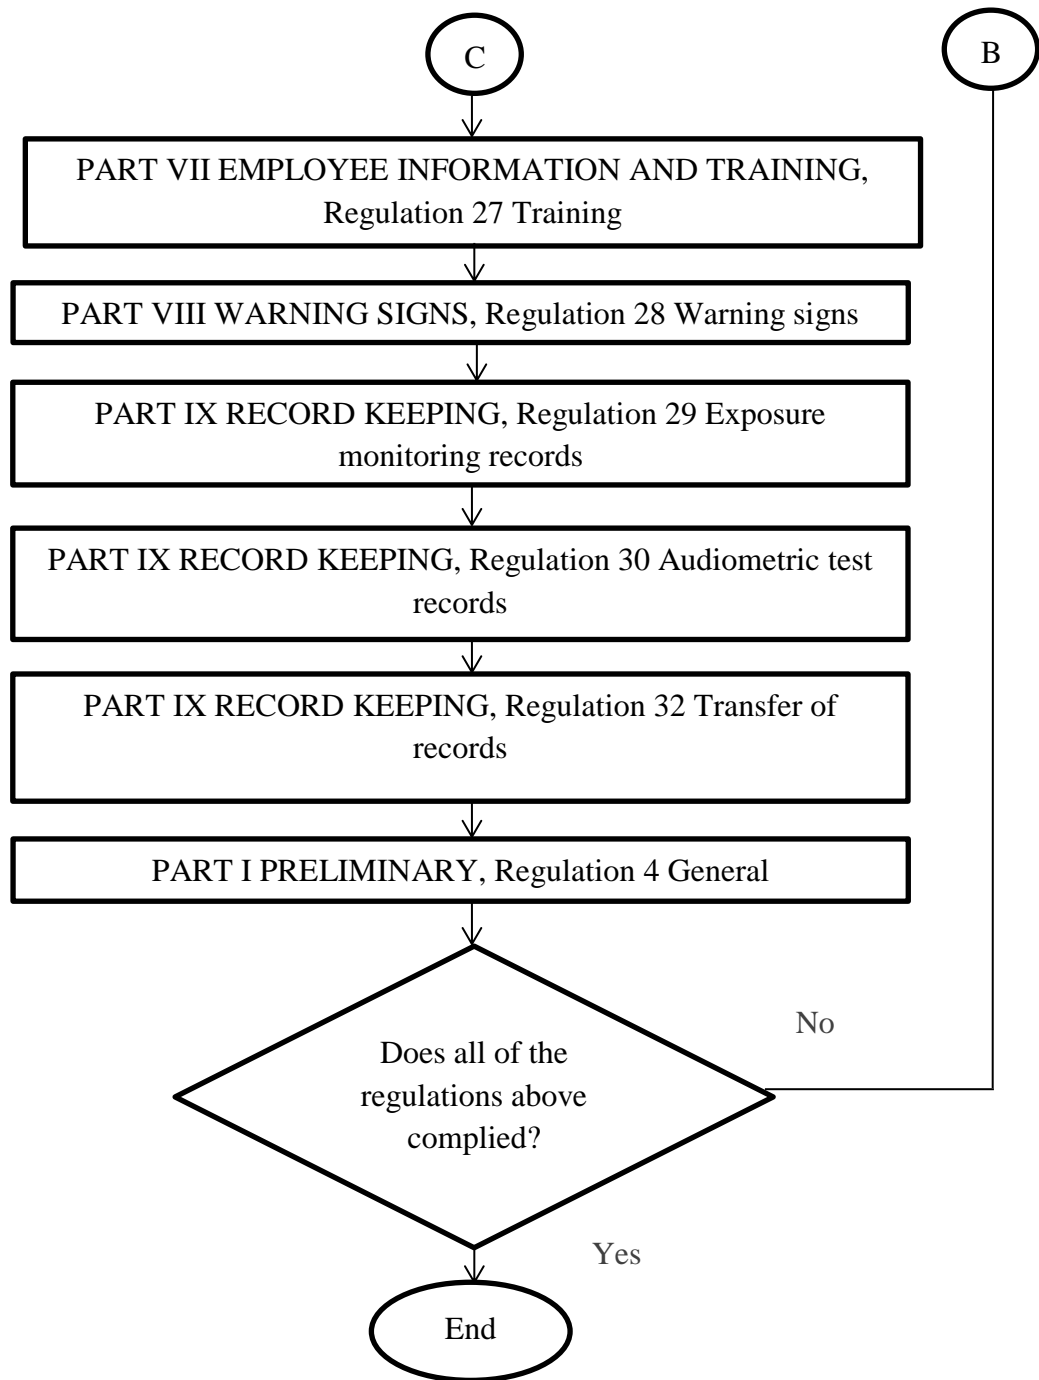 C
B
PART VII EMPLOYEE INFORMATION AND TRAINING,
Regulation 27 Training
PART VIII WARNING SIGNS, Regulation 28 Warning signs
PART IX RECORD KEEPING, Regulation 29 Exposure
monitoring records
PART IX RECORD KEEPING, Regulation 30 Audiometric test
records
PART IX RECORD KEEPING, Regulation 32 Transfer of
records
PART I PRELIMINARY, Regulation 4 General
No
Does all of the
regulations above
complied?
Yes
End